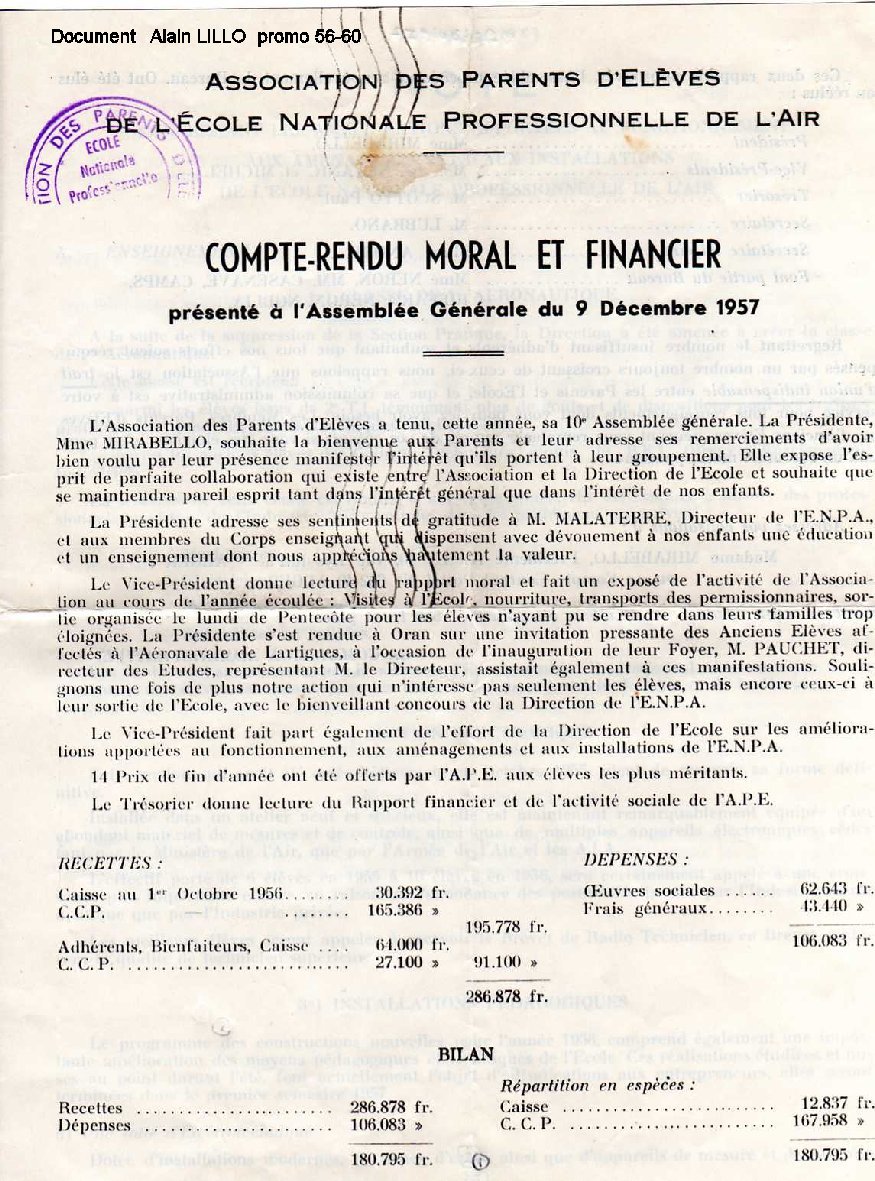 Document Alain LILLO promo 56-60
ASSOCIATION DES PARENTS D'ELÈVES
DE L'ÉCOLE NATIONALE PROFESSIONNELLE DE L'AIR
TION DES PARENTS D'ELE
ECOLE
Nationale
Professionnelle
COMPTE-RENDU MORAL ET FINANCIER
présenté à l'Assemblée Générale du 9 Décembre 1957
L'Association des Parents d'Elèves a tenu, cette année, sa 10e Assemblée générale. La Présidente,
Mme MIRABELLO, souhaite la bienvenue aux Parents et leur adresse ses remerciements d'avoir
bien voulu par leur présence manifester l'intérêt qu'ils portent à leur groupement. Elle expose l'es-
prit de parfaite collaboration qui existe entre l'Association et la Direction de l'Ecole et souhaite que
se maintiendra pareil esprit tant dans l'intérêt général que dans l'intérêt de nos enfants.
La Présidente adresse ses sentiments de gratitude à M. MALATERRE, Directeur de l'E.N.P.A.,
et aux membres du Corps enseignant qui dispensent avec dévouement à nos enfants une éducation
et un enseignement dont nous apprécions hautement la valeur.
Le Vice-Président donne lecture du rapport moral et fait un exposé de l'activité de l'Associa-
tion au cours de l'année écoulée : Visites à l'Ecole, nourriture, transports des permissionnaires, sor-
tie organisée le lundi de Pentecôte pour les élèves n'ayant pu se rendre dans leurs familles trop
éloignées. La Présidente s'est rendue à Oran sur une invitation pressante des Anciens Elèves af-
fectés à l'Aéronavale de Lartigues, à l'occasion de l'inauguration de leur Foyer, M. PAUCHET, di-
recteur des Etudes, représentant M. le Directeur, assistait également à ces manifestations. Souli-
gnons une fois de plus notre action qui n'intéresse pas seulement les élèves, mais encore ceux-ci à
leur sortie de l'Ecole, avec le bienveillant concours de la Direction de l'E.N.P.A.
Le Vice-Président fait part également de l'effort de la Direction de l'Ecole sur les améliora-
tions apportées au fonctionnement, aux aménagements et aux installations de l'E.N.P.A.
14 Prix de fin d'année ont été offerts par l'A.P.E. aux élèves les plus méritants.
Le Trésorier donne lecture du Rapport financier et de l'activité sociale de l'A.P.E.
RECETTES : DEPENSES :
Caisse au 1er Octobre 1956........ 30.392 fr. Œuvres sociales ....... 62.643 fr.
C.C.P. — ........ 165.386 » Frais généraux........ 43.440 »
195.778 fr.
106.083 fr.
Adhérents, Bienfaiteurs, Caisse ... 64.000 fr.
C. C. P. ........................... 27.100 » 91.100 »
286.878 fr.
BILAN
Répartition en espèces :
Recettes ........................ 286.878 fr. Caisse .......................... 12.837 fr.
Dépenses ........................ 106.083 » C. C. P. .......................... 167.958 »
180.795 fr. 180.795 fr.